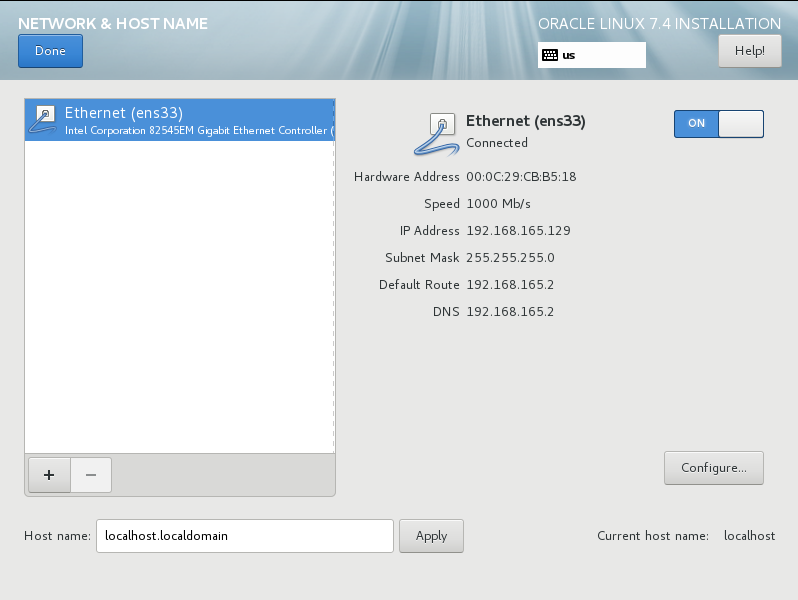 NETWORK & HOST NAME
ORACLE LINUX 7.4 INSTALLATION
Done
us
Help!
Ethernet (ens33)
Intel Corporation 82545EM Gigabit Ethernet Controller (
Ethernet (ens33)
Connected
ON
Hardware Address 00:0C:29:CB:B5:18
Speed 1000 Mb/s
IP Address 192.168.165.129
Subnet Mask 255.255.255.0
Default Route 192.168.165.2
DNS 192.168.165.2
+ −
Configure...
Host name: localhost.localdomain Apply
Current host name: localhost